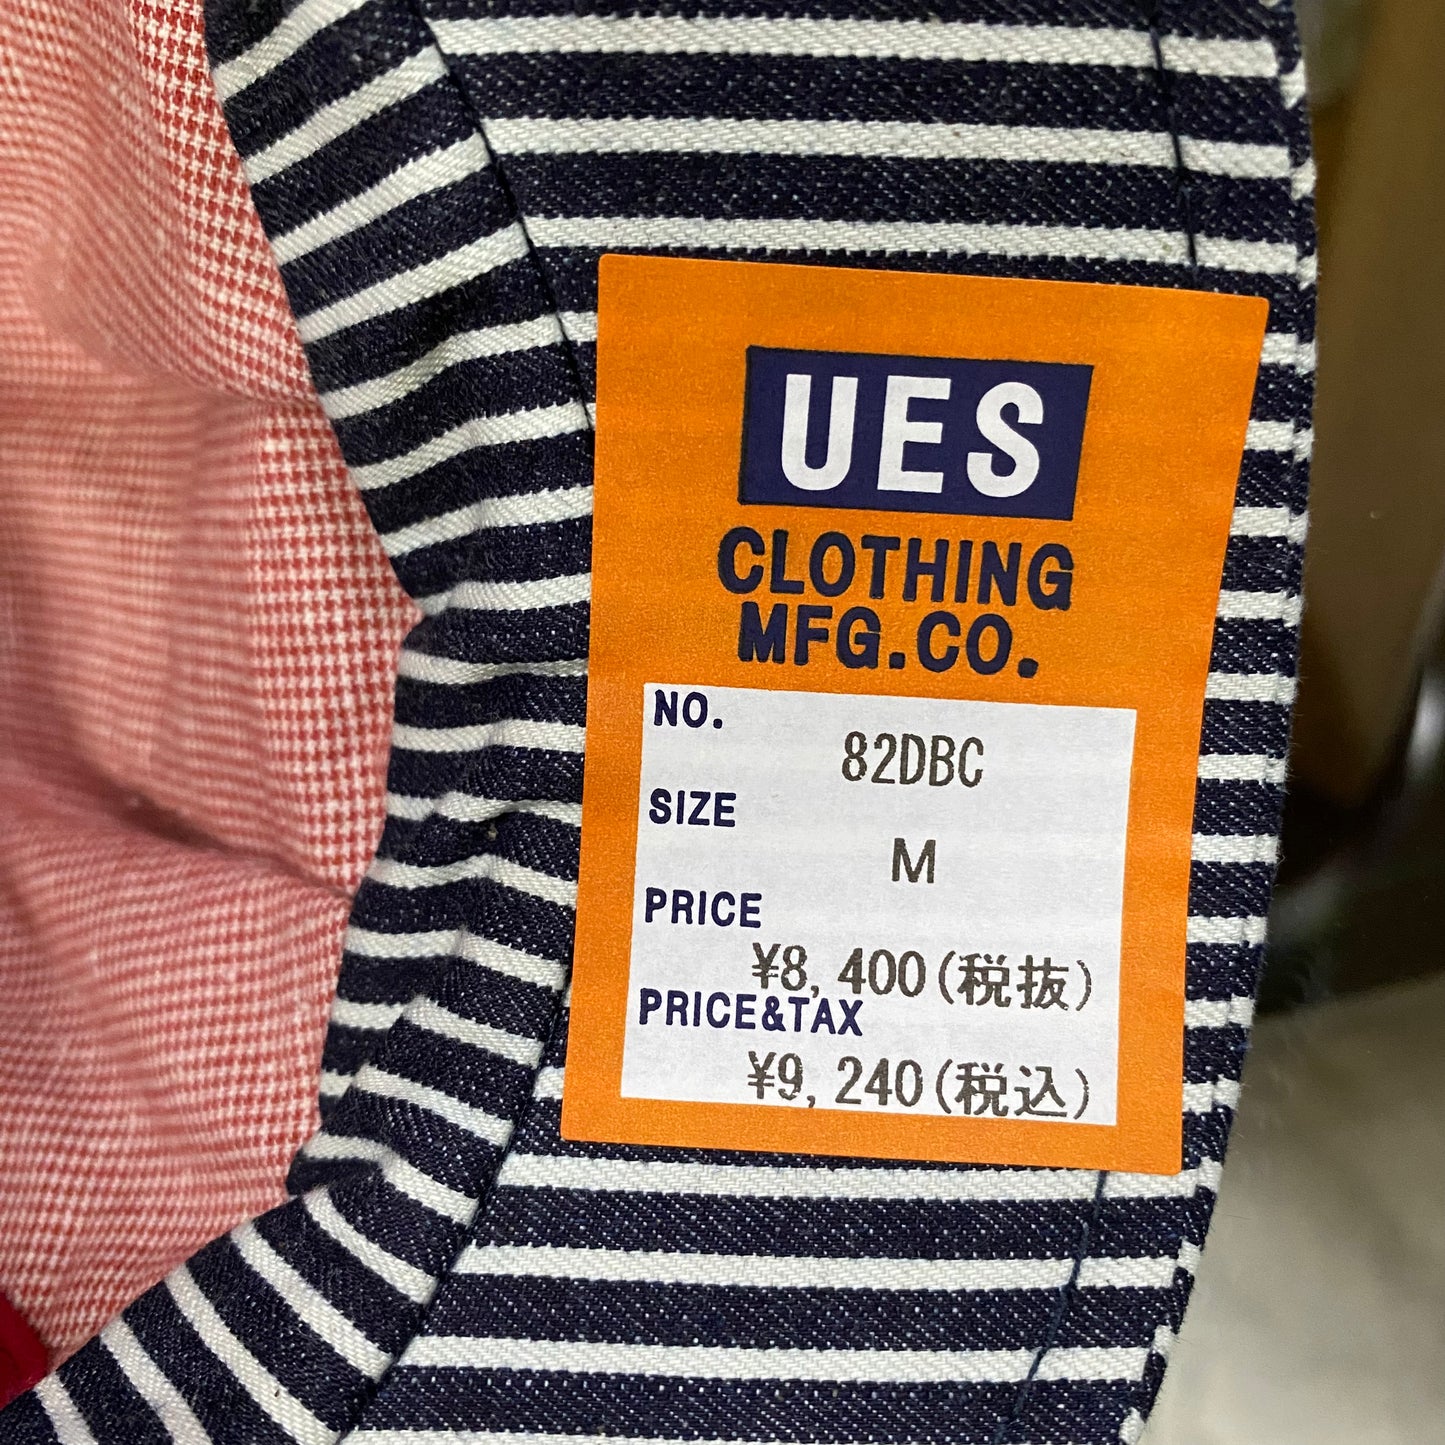 UES
CLOTHING
MFG.CO.
NO.
82DBC
SIZE
M
PRICE
¥8,400(税抜)
PRICE&TAX
¥9,240(税込)